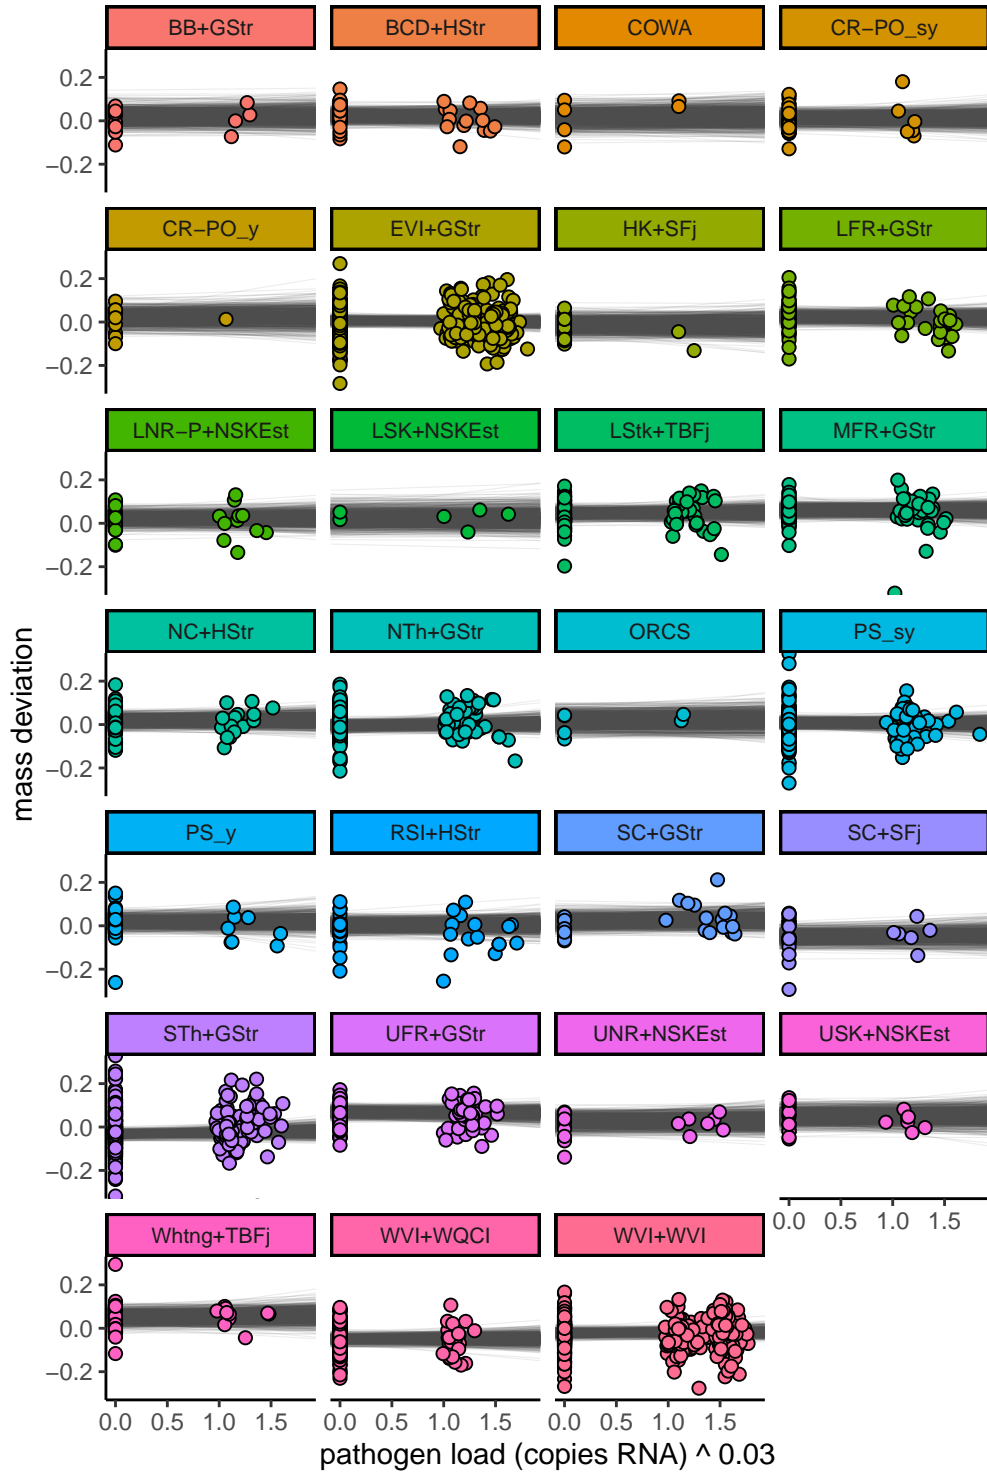 BB+GStr BCD+HStr COWA CR−PO_sy
0.2
0.0
−0.2
CR−PO_y EVI+GStr HK+SFj LFR+GStr
0.2
0.0
−0.2
LNR−P+NSKEst LSK+NSKEst LStk+TBFj MFR+GStr
0.2
0.0
−0.2
NC+HStr NTh+GStr ORCS PS_sy
0.2
0.0
−0.2
mass deviation
PS_y RSI+HStr SC+GStr SC+SFj
0.2
0.0
−0.2
STh+GStr UFR+GStr UNR+NSKEst USK+NSKEst
0.2
0.0
−0.2
0.0 0.5 1.0 1.5
Whtng+TBFj WVI+WQCI WVI+WVI
0.2
0.0
−0.2
0.0 0.5 1.0 1.5 0.0 0.5 1.0 1.5 0.0 0.5 1.0 1.5
pathogen load (copies RNA) ^ 0.03